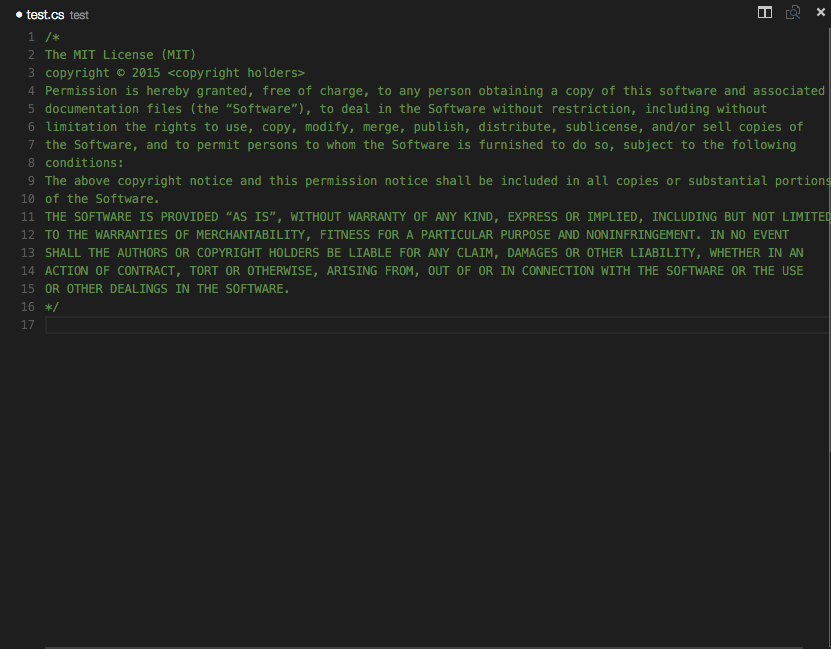 ● test.cs test
1 /*
2 The MIT License (MIT)
3 copyright © 2015 <copyright holders>
4 Permission is hereby granted, free of charge, to any person obtaining a copy of this software and associated
5 documentation files (the “Software”), to deal in the Software without restriction, including without
6 limitation the rights to use, copy, modify, merge, publish, distribute, sublicense, and/or sell copies of
7 the Software, and to permit persons to whom the Software is furnished to do so, subject to the following
8 conditions:
9 The above copyright notice and this permission notice shall be included in all copies or substantial portions
10 of the Software.
11 THE SOFTWARE IS PROVIDED “AS IS”, WITHOUT WARRANTY OF ANY KIND, EXPRESS OR IMPLIED, INCLUDING BUT NOT LIMITED
12 TO THE WARRANTIES OF MERCHANTABILITY, FITNESS FOR A PARTICULAR PURPOSE AND NONINFRINGEMENT. IN NO EVENT
13 SHALL THE AUTHORS OR COPYRIGHT HOLDERS BE LIABLE FOR ANY CLAIM, DAMAGES OR OTHER LIABILITY, WHETHER IN AN
14 ACTION OF CONTRACT, TORT OR OTHERWISE, ARISING FROM, OUT OF OR IN CONNECTION WITH THE SOFTWARE OR THE USE
15 OR OTHER DEALINGS IN THE SOFTWARE.
16 */
17